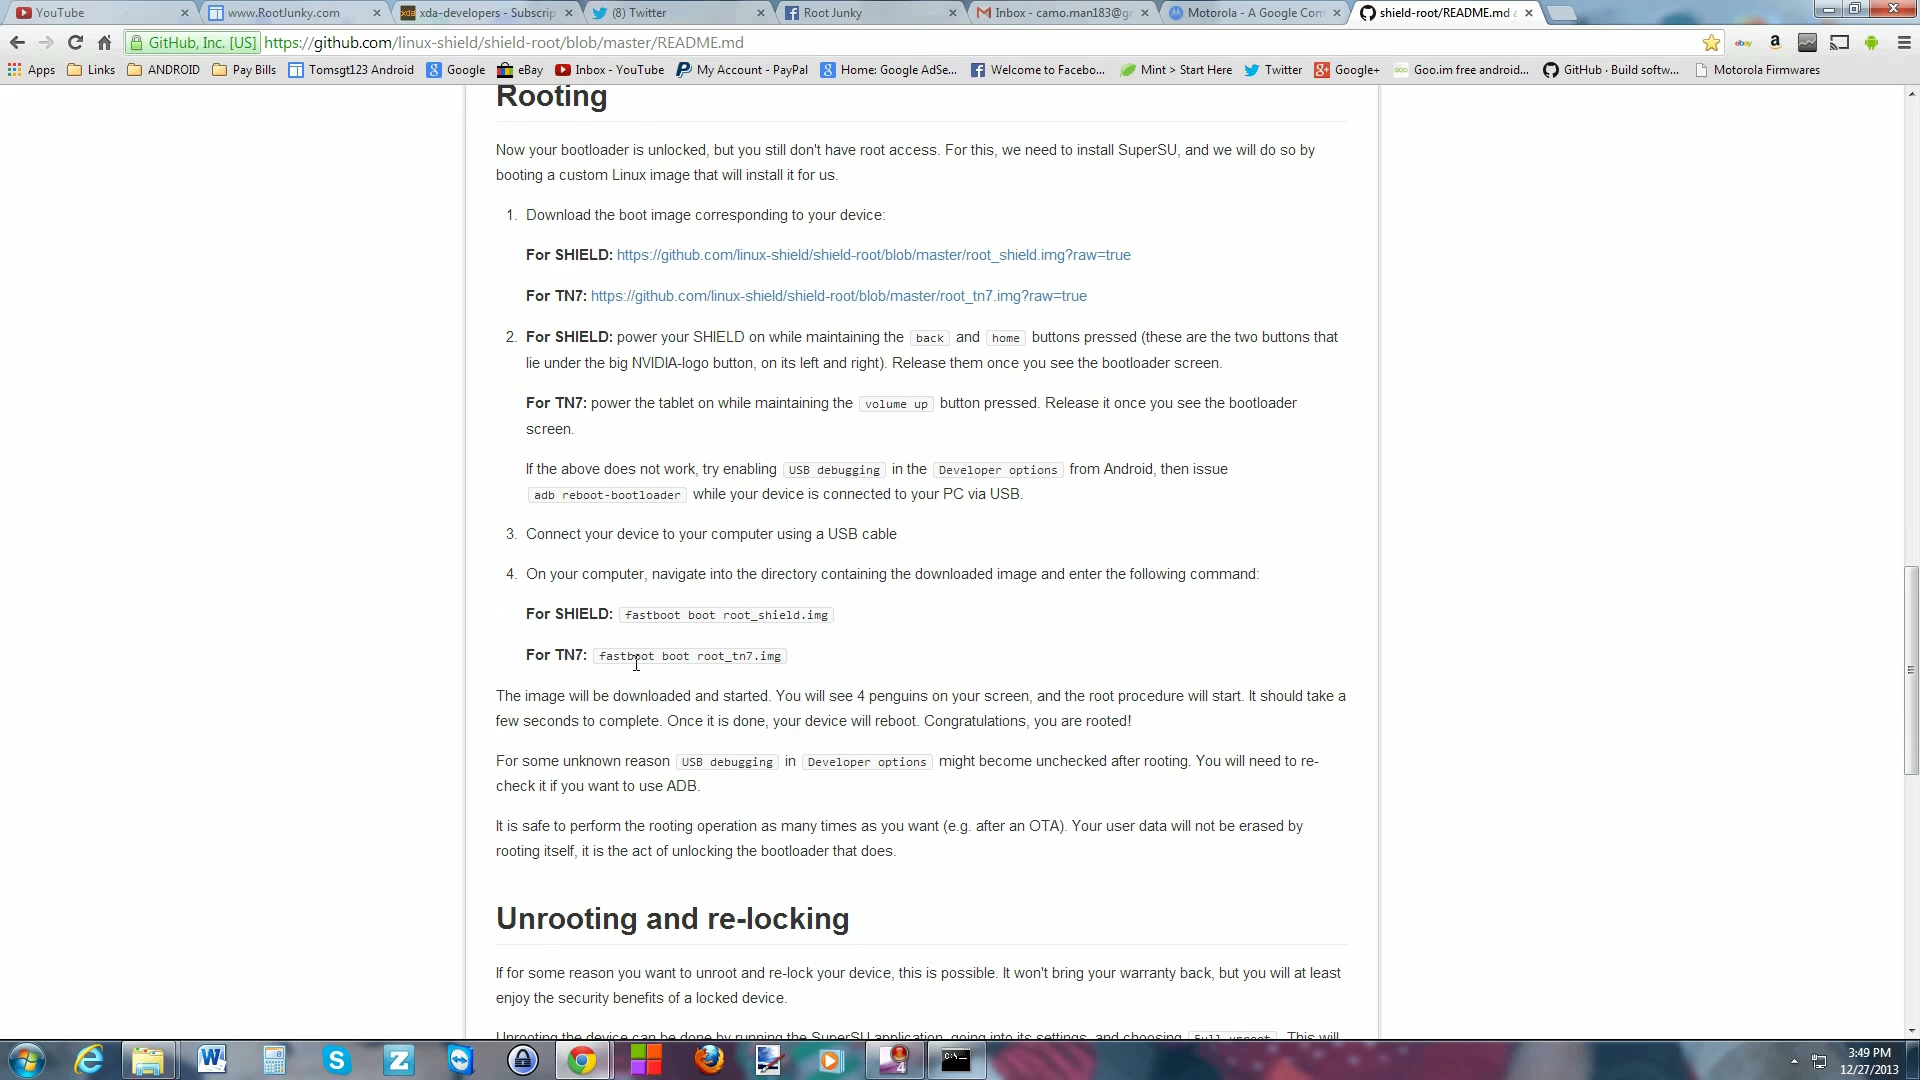 YouTube
www.RootJunky.com
xda-developers - Subscrip
(8) Twitter
Root Junky
Inbox - camo.man183@g
Motorola - A Google Com
shield-root/README.md
GitHub, Inc. [US] https://github.com/linux-shield/shield-root/blob/master/README.md
Apps Links ANDROID Pay Bills Tomsgt123 Android Google eBay Inbox - YouTube My Account - PayPal Home: Google AdSe... Welcome to Facebo... Mint > Start Here Twitter Google+ Goo.im free android... GitHub · Build softw... Motorola Firmwares
Rooting
Now your bootloader is unlocked, but you still don't have root access. For this, we need to install SuperSU, and we will do so by
booting a custom Linux image that will install it for us.
1. Download the boot image corresponding to your device:
For SHIELD: https://github.com/linux-shield/shield-root/blob/master/root_shield.img?raw=true
For TN7: https://github.com/linux-shield/shield-root/blob/master/root_tn7.img?raw=true
2. For SHIELD: power your SHIELD on while maintaining the back and home buttons pressed (these are the two buttons that
lie under the big NVIDIA-logo button, on its left and right). Release them once you see the bootloader screen.
For TN7: power the tablet on while maintaining the volume up button pressed. Release it once you see the bootloader
screen.
If the above does not work, try enabling USB debugging in the Developer options from Android, then issue
adb reboot-bootloader while your device is connected to your PC via USB.
3. Connect your device to your computer using a USB cable
4. On your computer, navigate into the directory containing the downloaded image and enter the following command:
For SHIELD: fastboot boot root_shield.img
For TN7: fastboot boot root_tn7.img
The image will be downloaded and started. You will see 4 penguins on your screen, and the root procedure will start. It should take a
few seconds to complete. Once it is done, your device will reboot. Congratulations, you are rooted!
For some unknown reason USB debugging in Developer options might become unchecked after rooting. You will need to re-
check it if you want to use ADB.
It is safe to perform the rooting operation as many times as you want (e.g. after an OTA). Your user data will not be erased by
rooting itself, it is the act of unlocking the bootloader that does.
Unrooting and re-locking
If for some reason you want to unroot and re-lock your device, this is possible. It won't bring your warranty back, but you will at least
enjoy the security benefits of a locked device.
Unrooting the device can be done by running the SuperSU application, going into its settings, and choosing Full unroot. This will
3:49 PM
12/27/2013